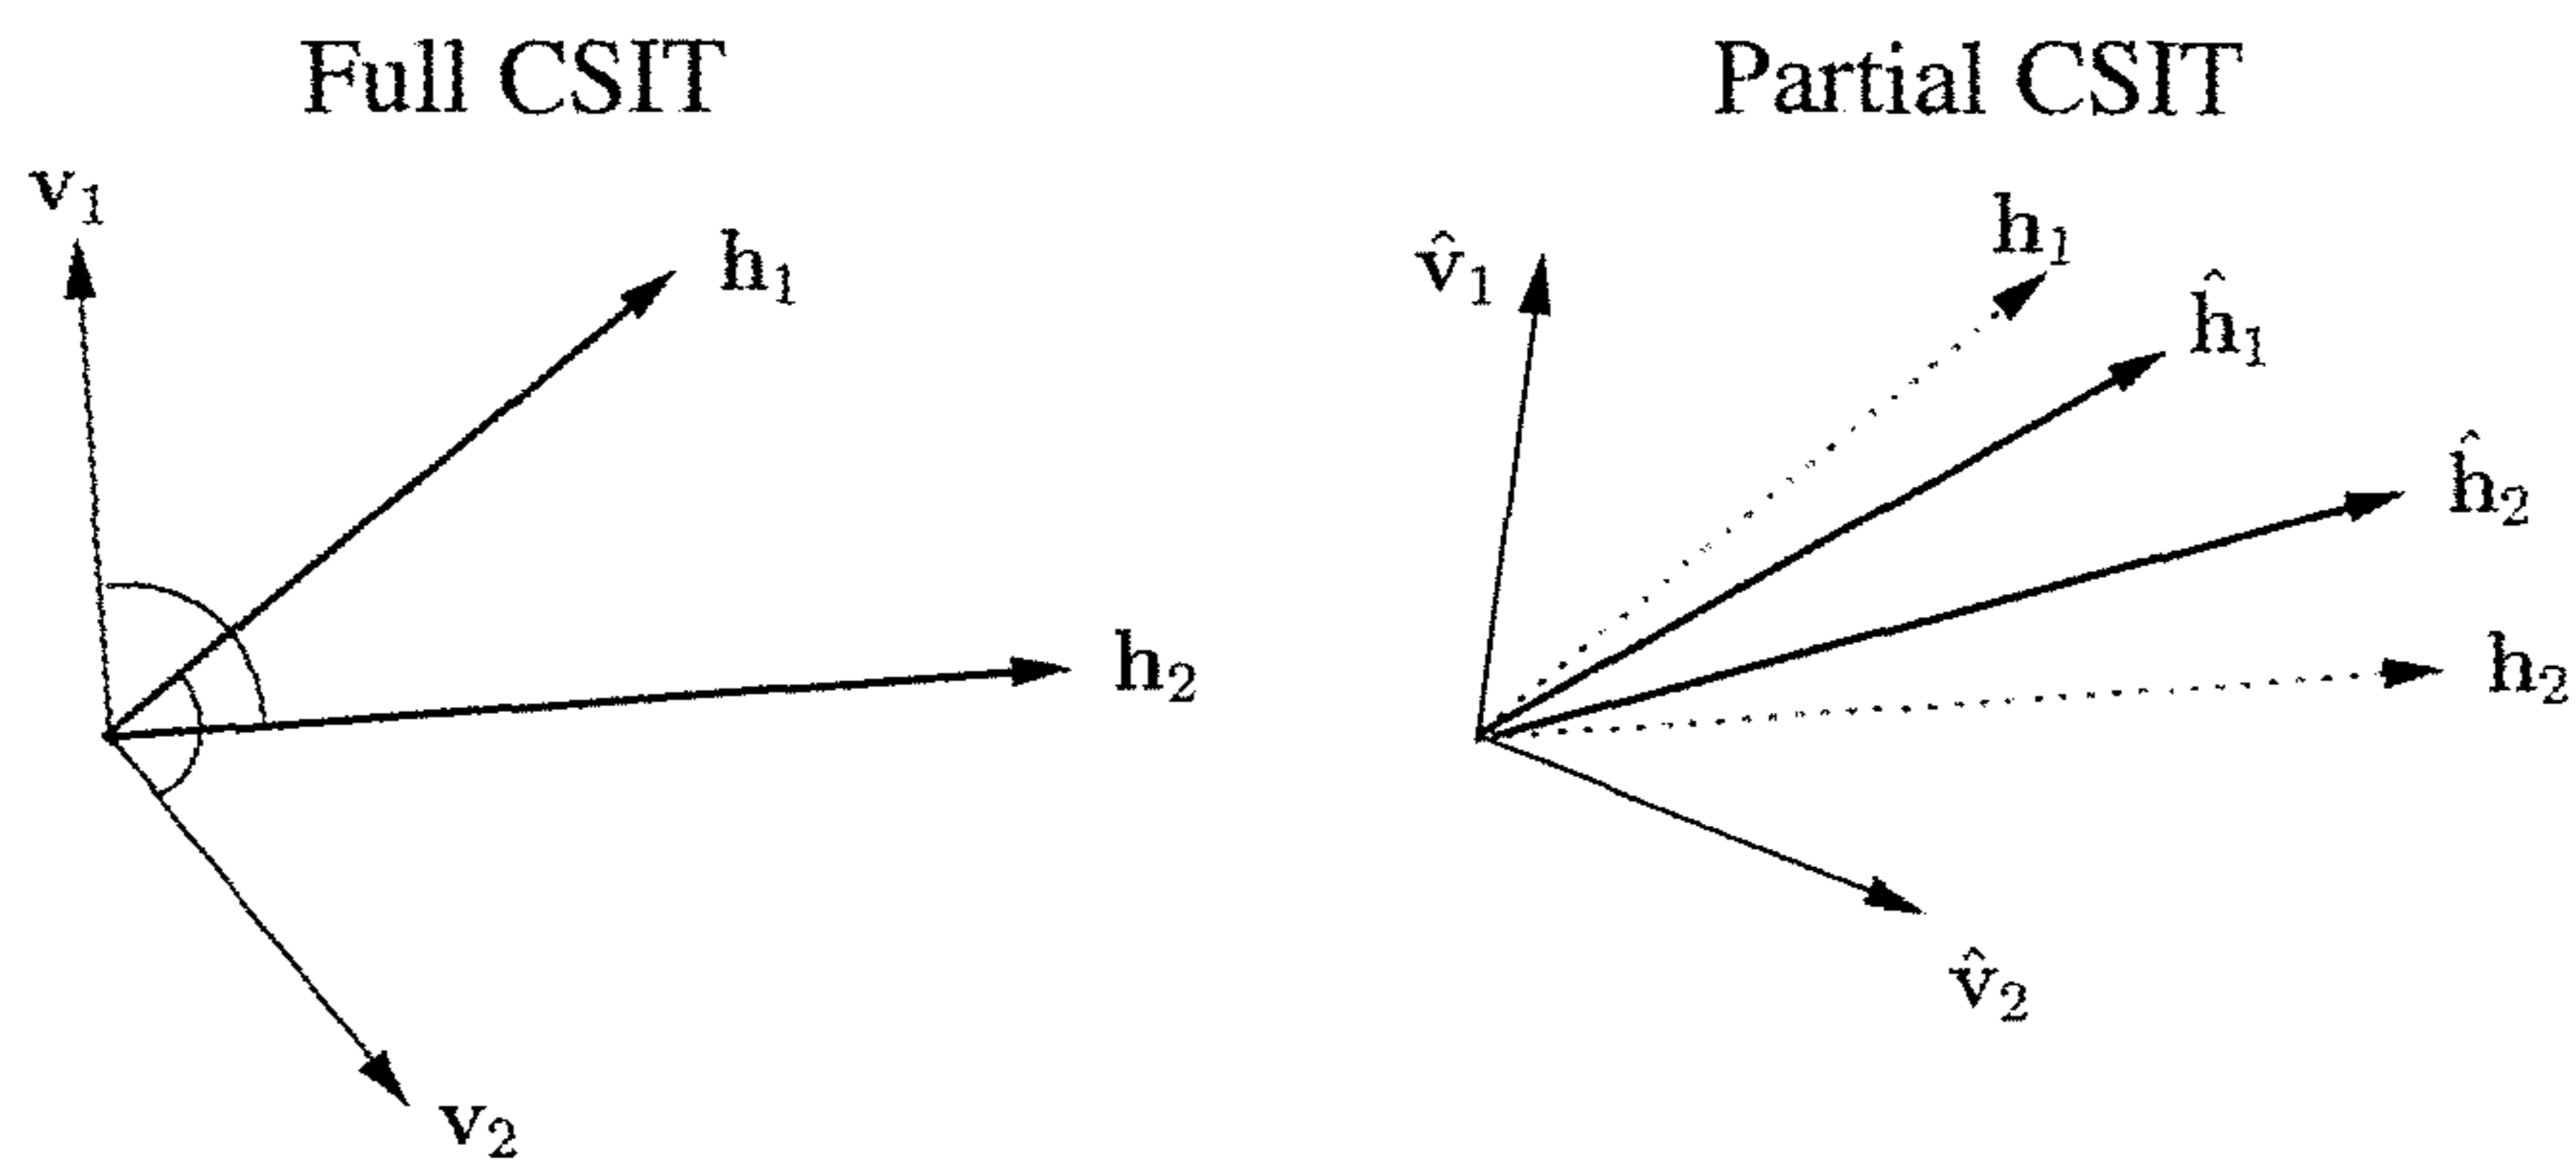 Full CSIT
v₁
h₁
h₂
v₂
Partial CSIT
v̂₁
h₁
ĥ₁
ĥ₂
h₂
v̂₂